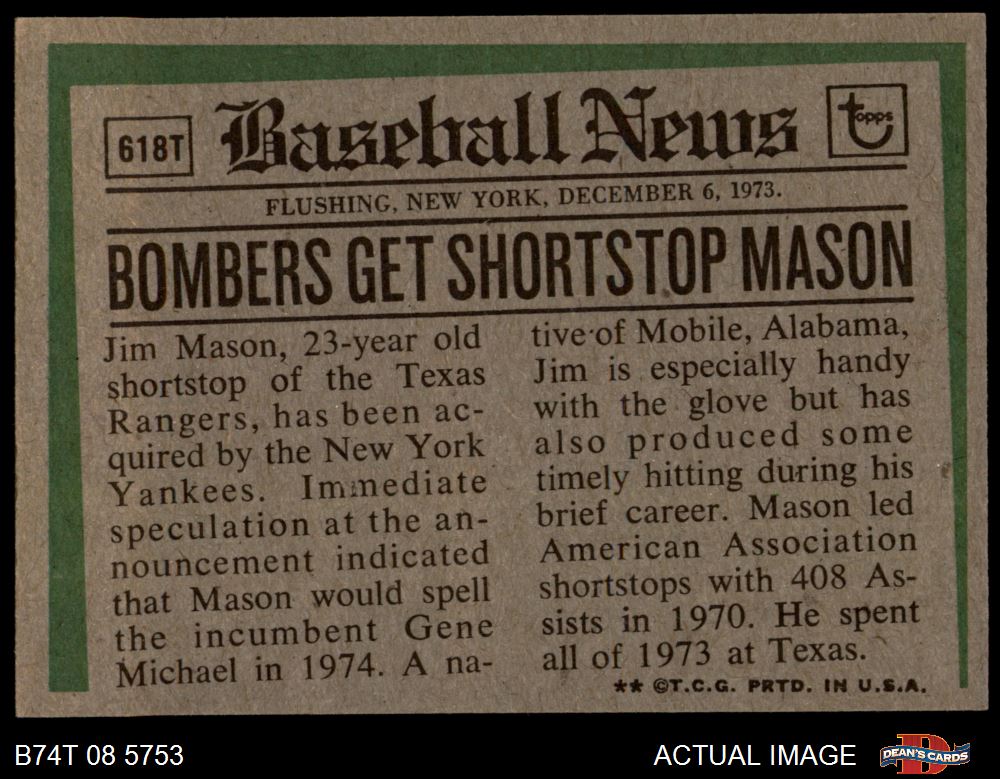 618T Baseball News topps
FLUSHING, NEW YORK, DECEMBER 6, 1973.
BOMBERS GET SHORTSTOP MASON
Jim Mason, 23-year old
shortstop of the Texas
Rangers, has been ac-
quired by the New York
Yankees. Immediate
speculation at the an-
nouncement indicated
that Mason would spell
the incumbent Gene
Michael in 1974. A na-
tive of Mobile, Alabama,
Jim is especially handy
with the glove but has
also produced some
timely hitting during his
brief career. Mason led
American Association
shortstops with 408 As-
sists in 1970. He spent
all of 1973 at Texas.
** ©T.C.G. PRTD. IN U.S.A.
B74T 08 5753 ACTUAL IMAGE DEAN'S CARDS